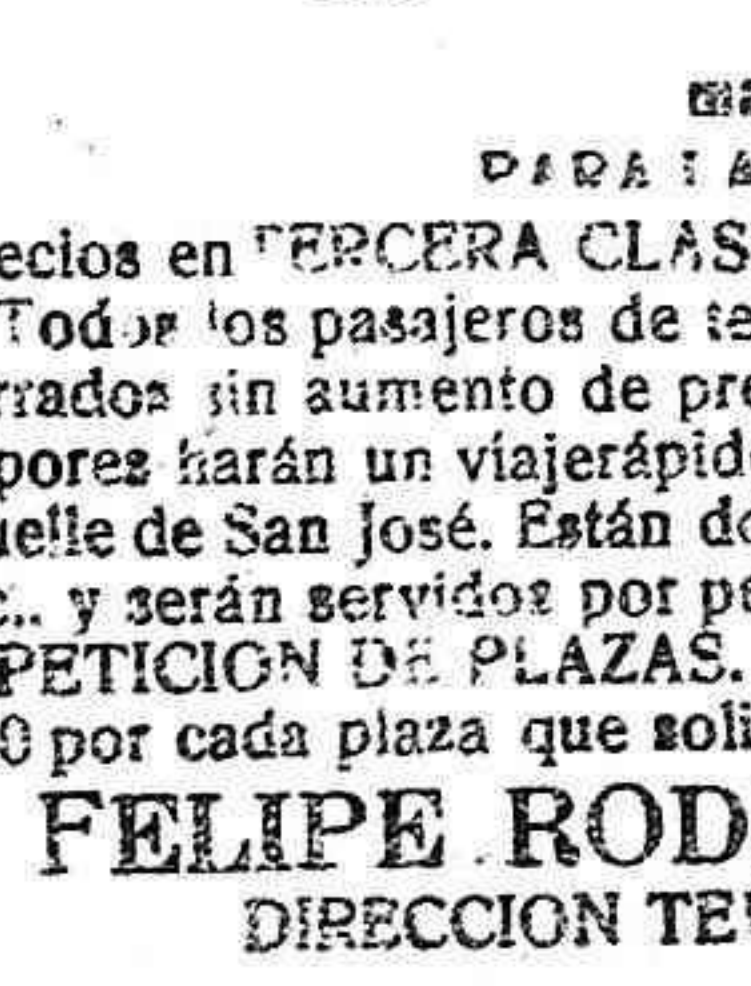 PARA LA
ecios en TERCERA CLAS
Todos los pasajeros de te
rrados sin aumento de pre
pores harán un viajerápido
uelle de San José. Están do
c.. y serán servidos por pe
PETICION DE PLAZAS.
0 por cada plaza que soli
FELIPE ROD
DIRECCION TE